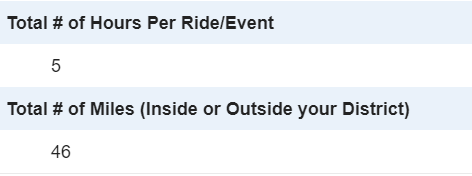 Total # of Hours Per Ride/Event
5
Total # of Miles (Inside or Outside your District)
46